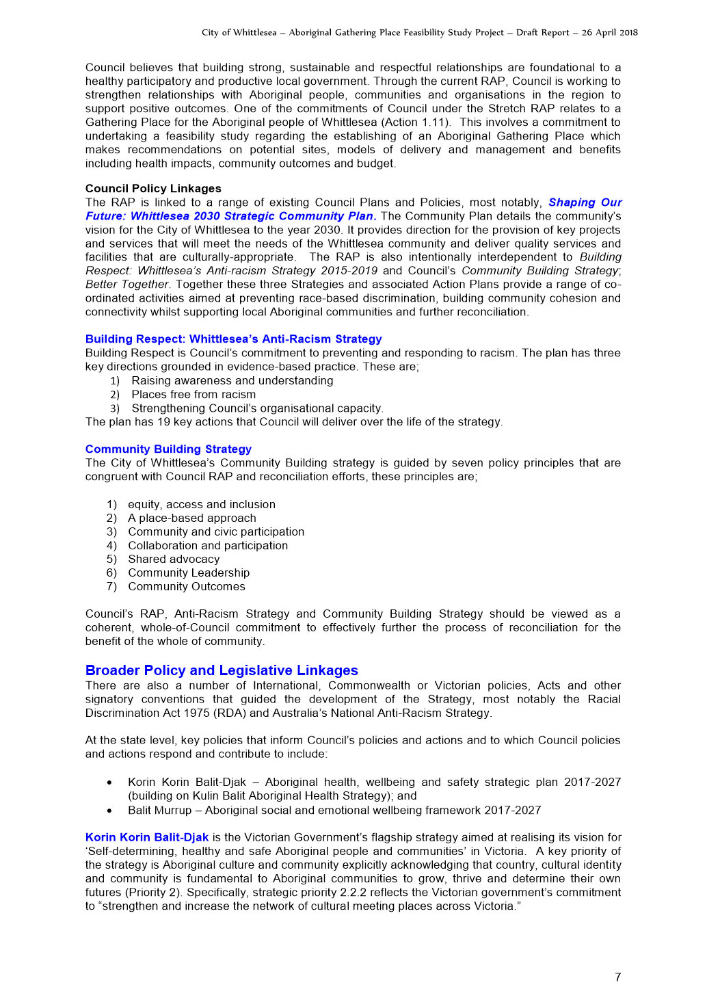 City of Whittlesea – Aboriginal Gathering Place Feasibility Study Project – Draft Report – 26 April 2018
Council believes that building strong, sustainable and respectful relationships are foundational to a
healthy participatory and productive local government. Through the current RAP, Council is working to
strengthen relationships with Aboriginal people, communities and organisations in the region to
support positive outcomes. One of the commitments of Council under the Stretch RAP relates to a
Gathering Place for the Aboriginal people of Whittlesea (Action 1.11). This involves a commitment to
undertaking a feasibility study regarding the establishing of an Aboriginal Gathering Place which
makes recommendations on potential sites, models of delivery and management and benefits
including health impacts, community outcomes and budget.
Council Policy Linkages
The RAP is linked to a range of existing Council Plans and Policies, most notably, Shaping Our
Future: Whittlesea 2030 Strategic Community Plan. The Community Plan details the community's
vision for the City of Whittlesea to the year 2030. It provides direction for the provision of key projects
and services that will meet the needs of the Whittlesea community and deliver quality services and
facilities that are culturally-appropriate. The RAP is also intentionally interdependent to Building
Respect: Whittlesea's Anti-racism Strategy 2015-2019 and Council's Community Building Strategy;
Better Together. Together these three Strategies and associated Action Plans provide a range of co-
ordinated activities aimed at preventing race-based discrimination, building community cohesion and
connectivity whilst supporting local Aboriginal communities and further reconciliation.
Building Respect: Whittlesea's Anti-Racism Strategy
Building Respect is Council's commitment to preventing and responding to racism. The plan has three
key directions grounded in evidence-based practice. These are;
1) Raising awareness and understanding
2) Places free from racism
3) Strengthening Council's organisational capacity.
The plan has 19 key actions that Council will deliver over the life of the strategy.
Community Building Strategy
The City of Whittlesea's Community Building strategy is guided by seven policy principles that are
congruent with Council RAP and reconciliation efforts, these principles are;
1) equity, access and inclusion
2) A place-based approach
3) Community and civic participation
4) Collaboration and participation
5) Shared advocacy
6) Community Leadership
7) Community Outcomes
Council's RAP, Anti-Racism Strategy and Community Building Strategy should be viewed as a
coherent, whole-of-Council commitment to effectively further the process of reconciliation for the
benefit of the whole of community.
Broader Policy and Legislative Linkages
There are also a number of International, Commonwealth or Victorian policies, Acts and other
signatory conventions that guided the development of the Strategy, most notably the Racial
Discrimination Act 1975 (RDA) and Australia's National Anti-Racism Strategy.
At the state level, key policies that inform Council's policies and actions and to which Council policies
and actions respond and contribute to include:
• Korin Korin Balit-Djak – Aboriginal health, wellbeing and safety strategic plan 2017-2027
(building on Kulin Balit Aboriginal Health Strategy); and
• Balit Murrup – Aboriginal social and emotional wellbeing framework 2017-2027
Korin Korin Balit-Djak is the Victorian Government's flagship strategy aimed at realising its vision for
'Self-determining, healthy and safe Aboriginal people and communities' in Victoria. A key priority of
the strategy is Aboriginal culture and community explicitly acknowledging that country, cultural identity
and community is fundamental to Aboriginal communities to grow, thrive and determine their own
futures (Priority 2). Specifically, strategic priority 2.2.2 reflects the Victorian government's commitment
to "strengthen and increase the network of cultural meeting places across Victoria."
7